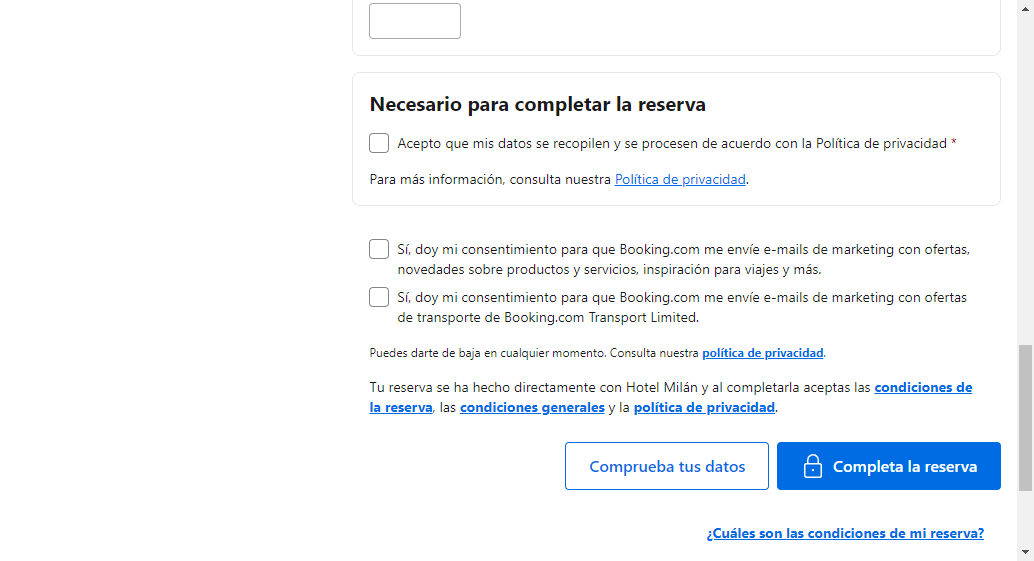 Necesario para completar la reserva
Acepto que mis datos se recopilen y se procesen de acuerdo con la Política de privacidad *
Para más información, consulta nuestra Política de privacidad.
Sí, doy mi consentimiento para que Booking.com me envíe e-mails de marketing con ofertas,
novedades sobre productos y servicios, inspiración para viajes y más.
Sí, doy mi consentimiento para que Booking.com me envíe e-mails de marketing con ofertas
de transporte de Booking.com Transport Limited.
Puedes darte de baja en cualquier momento. Consulta nuestra política de privacidad.
Tu reserva se ha hecho directamente con Hotel Milán y al completarla aceptas las condiciones de
la reserva, las condiciones generales y la política de privacidad.
Comprueba tus datos
Completa la reserva
¿Cuáles son las condiciones de mi reserva?